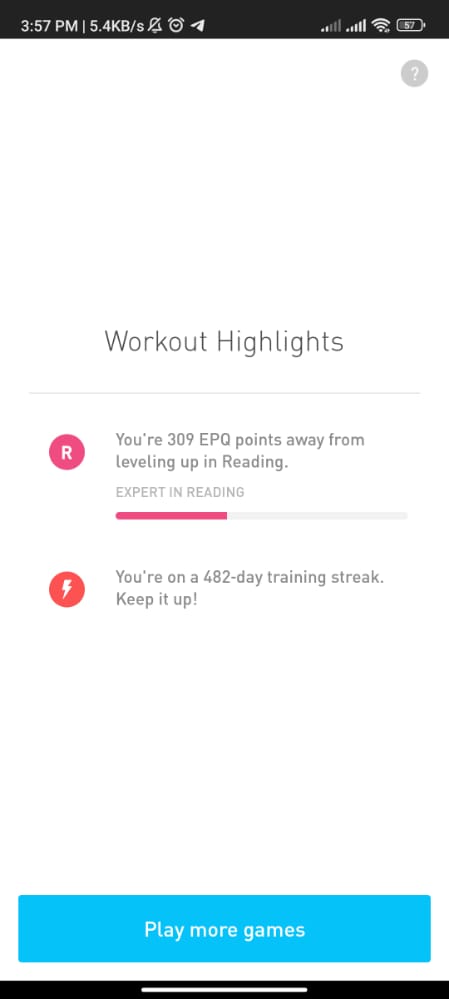 3:57 PM | 5.4KB/s
57
?
Workout Highlights
R
You're 309 EPQ points away from
leveling up in Reading.
EXPERT IN READING
You're on a 482-day training streak.
Keep it up!
Play more games